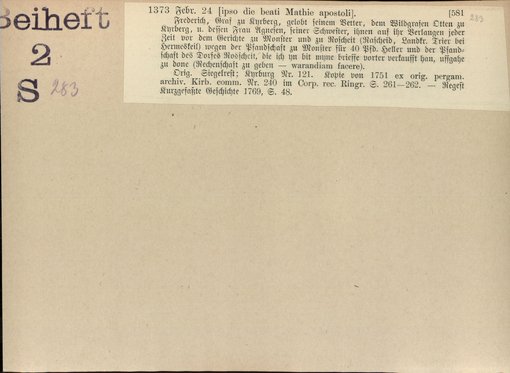 Beiheft
2
S 283
1373 Febr. 24 [ipso die beati Mathie apostoli]. [581
283
Frederich, Graf zu Kyrberg, gelobt seinem Vetter, dem Wildgrafen Otten zu
Kyrberg, u. dessen Frau Agnesen, seiner Schwester, ihnen auf ihr Verlangen jeder
Zeit vor dem Gerichte zu Monster und zu Roscheit (Rascheid, Landkr. Trier bei
Hermeskeil) wegen der Pfandschaft zu Monster für 40 Pfd. Heller und der Pfand-
schaft des Dorfes Rosscheit, die ich yn bit myne brieffe vorter verkaufft han, uffgahe
zu done (Rechenschaft zu geben — warandiam facere).
Orig. Siegelrest; Kyrburg Nr. 121. Kopie von 1751 ex orig. pergam.
archiv. Kirb. comm. Nr. 240 im Corp. rec. Ringr. S. 261—262. — Regest
Kurzgefaßte Geschichte 1769, S. 48.